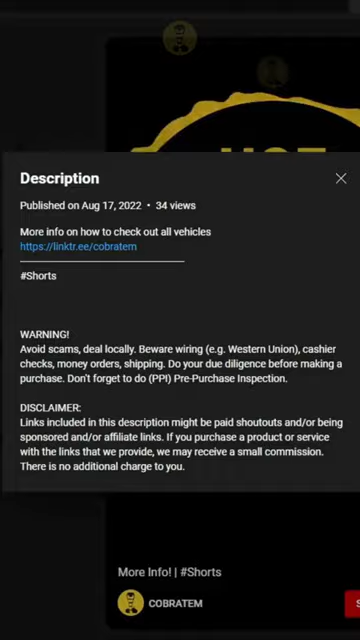 Description
Published on Aug 17, 2022 • 34 views
More info on how to check out all vehicles
https://linktr.ee/cobratem
#Shorts
WARNING!
Avoid scams, deal locally. Beware wiring (e.g. Western Union), cashier
checks, money orders, shipping. Do your due diligence before making a
purchase. Don't forget to do (PPI) Pre-Purchase Inspection.
DISCLAIMER:
Links included in this description might be paid shoutouts and/or being
sponsored and/or affiliate links. If you purchase a product or service
with the links that we provide, we may receive a small commission.
There is no additional charge to you.
More Info! | #Shorts
COBRATEM